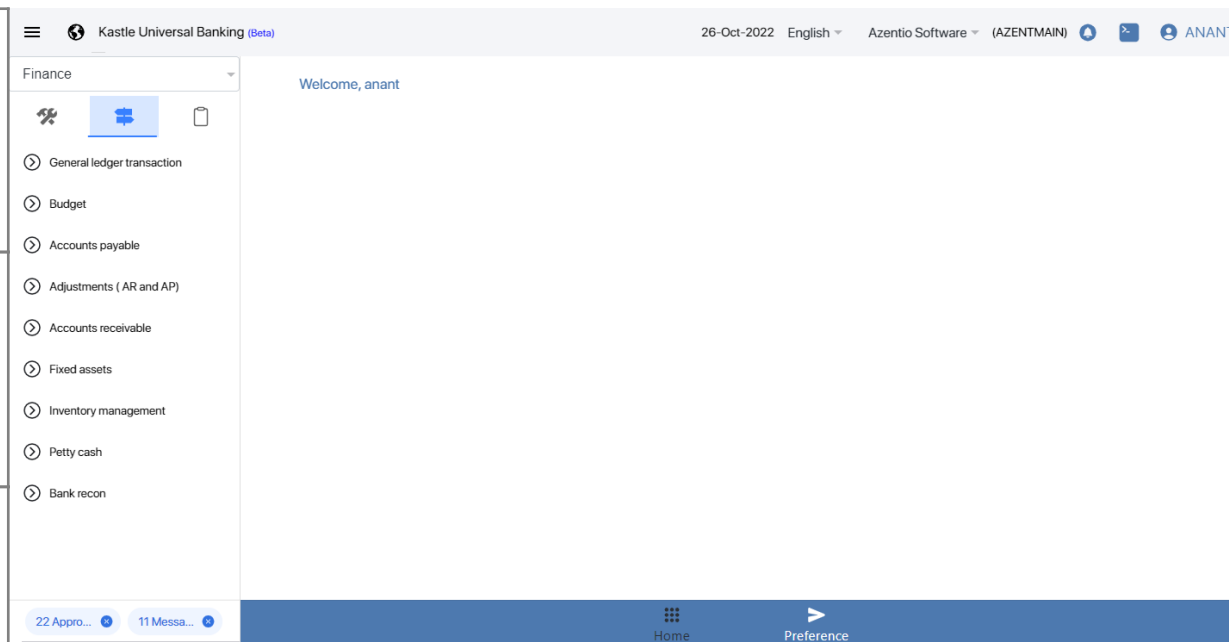 Kastle Universal Banking (Beta)
26-Oct-2022 English Azentio Software (AZENTMAIN) ANANT
Finance
Welcome, anant
General ledger transaction
Budget
Accounts payable
Adjustments ( AR and AP)
Accounts receivable
Fixed assets
Inventory management
Petty cash
Bank recon
22 Appro... 11 Messa...
Home Preference